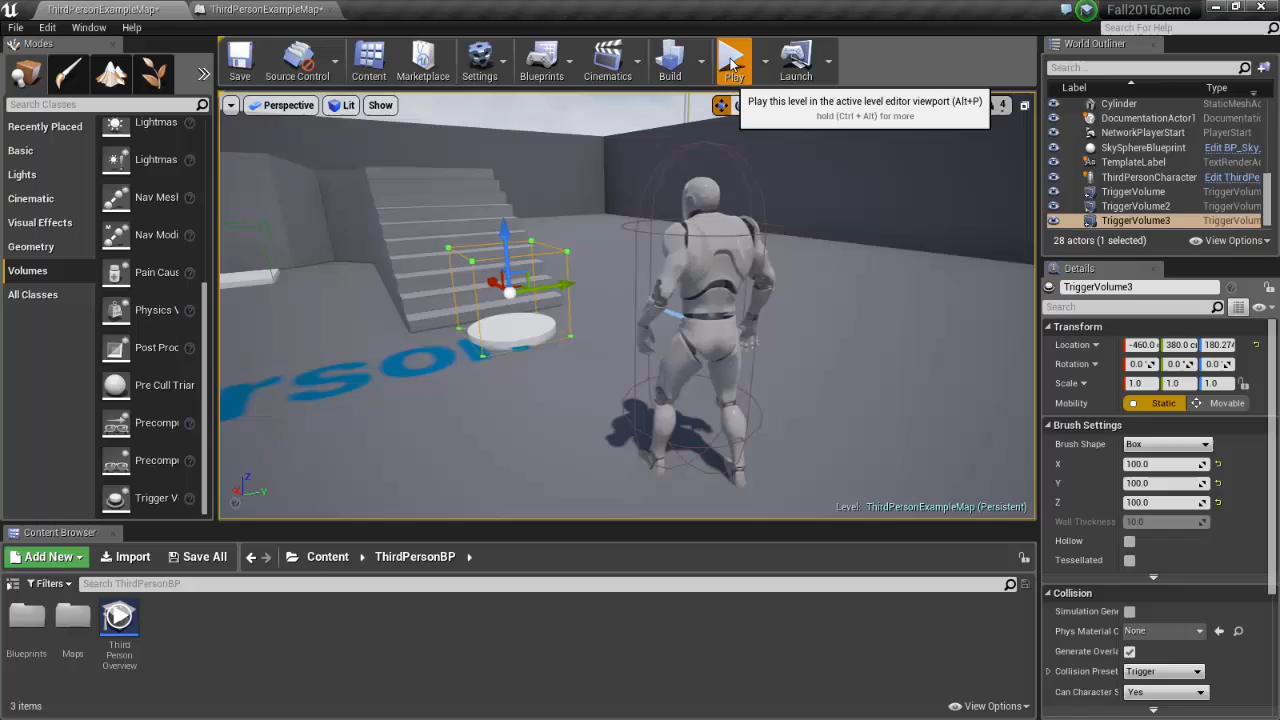 ThirdPersonExampleMap*
ThirdPersonExampleMap*
Fall2016Demo
File
Edit
Window
Help
Search For Help
Modes
Save
Source Control
Content
Marketplace
Settings
Blueprints
Cinematics
Build
Play
Launch
World Outliner
Search Classes
Search...
Label
Type
Play this level in the active level editor viewport (Alt+P)
hold (Ctrl + Alt) for more
Perspective
Lit
Show
4
Recently Placed
Basic
Lights
Cinematic
Visual Effects
Geometry
Volumes
All Classes
Lightmas
Lightmas
Nav Mesl
Nav Modi
Pain Caus
Physics V
Post Proc
Pre Cull Trian
Precomp
Precomp
Trigger V
Cylinder
StaticMeshAc
DocumentationActor1
Documentatio
NetworkPlayerStart
PlayerStart
SkySphereBlueprint
Edit BP_Sky_
TemplateLabel
TextRenderAc
ThirdPersonCharacter
Edit ThirdPe
TriggerVolume
TriggerVolum
TriggerVolume2
TriggerVolum
TriggerVolume3
TriggerVolum
28 actors (1 selected)
View Options
Details
TriggerVolume3
Search
Transform
Location
-460.0
380.0 c
180.274
Rotation
0.0 °
0.0 °
0.0 °
Scale
1.0
1.0
1.0
Mobility
Static
Movable
Brush Settings
Brush Shape
Box
X
100.0
Y
100.0
Z
100.0
Wall Thickness
10.0
Hollow
Tessellated
Collision
Simulation Gene
Phys Material O
None
Generate Overla
Collision Preset
Trigger
Can Character S
Yes
Z
X
Y
Level: ThirdPersonExampleMap (Persistent)
Content Browser
Add New
Import
Save All
Content
ThirdPersonBP
Filters
Search ThirdPersonBP
Blueprints
Maps
Third
Person
Overview
3 items
View Options